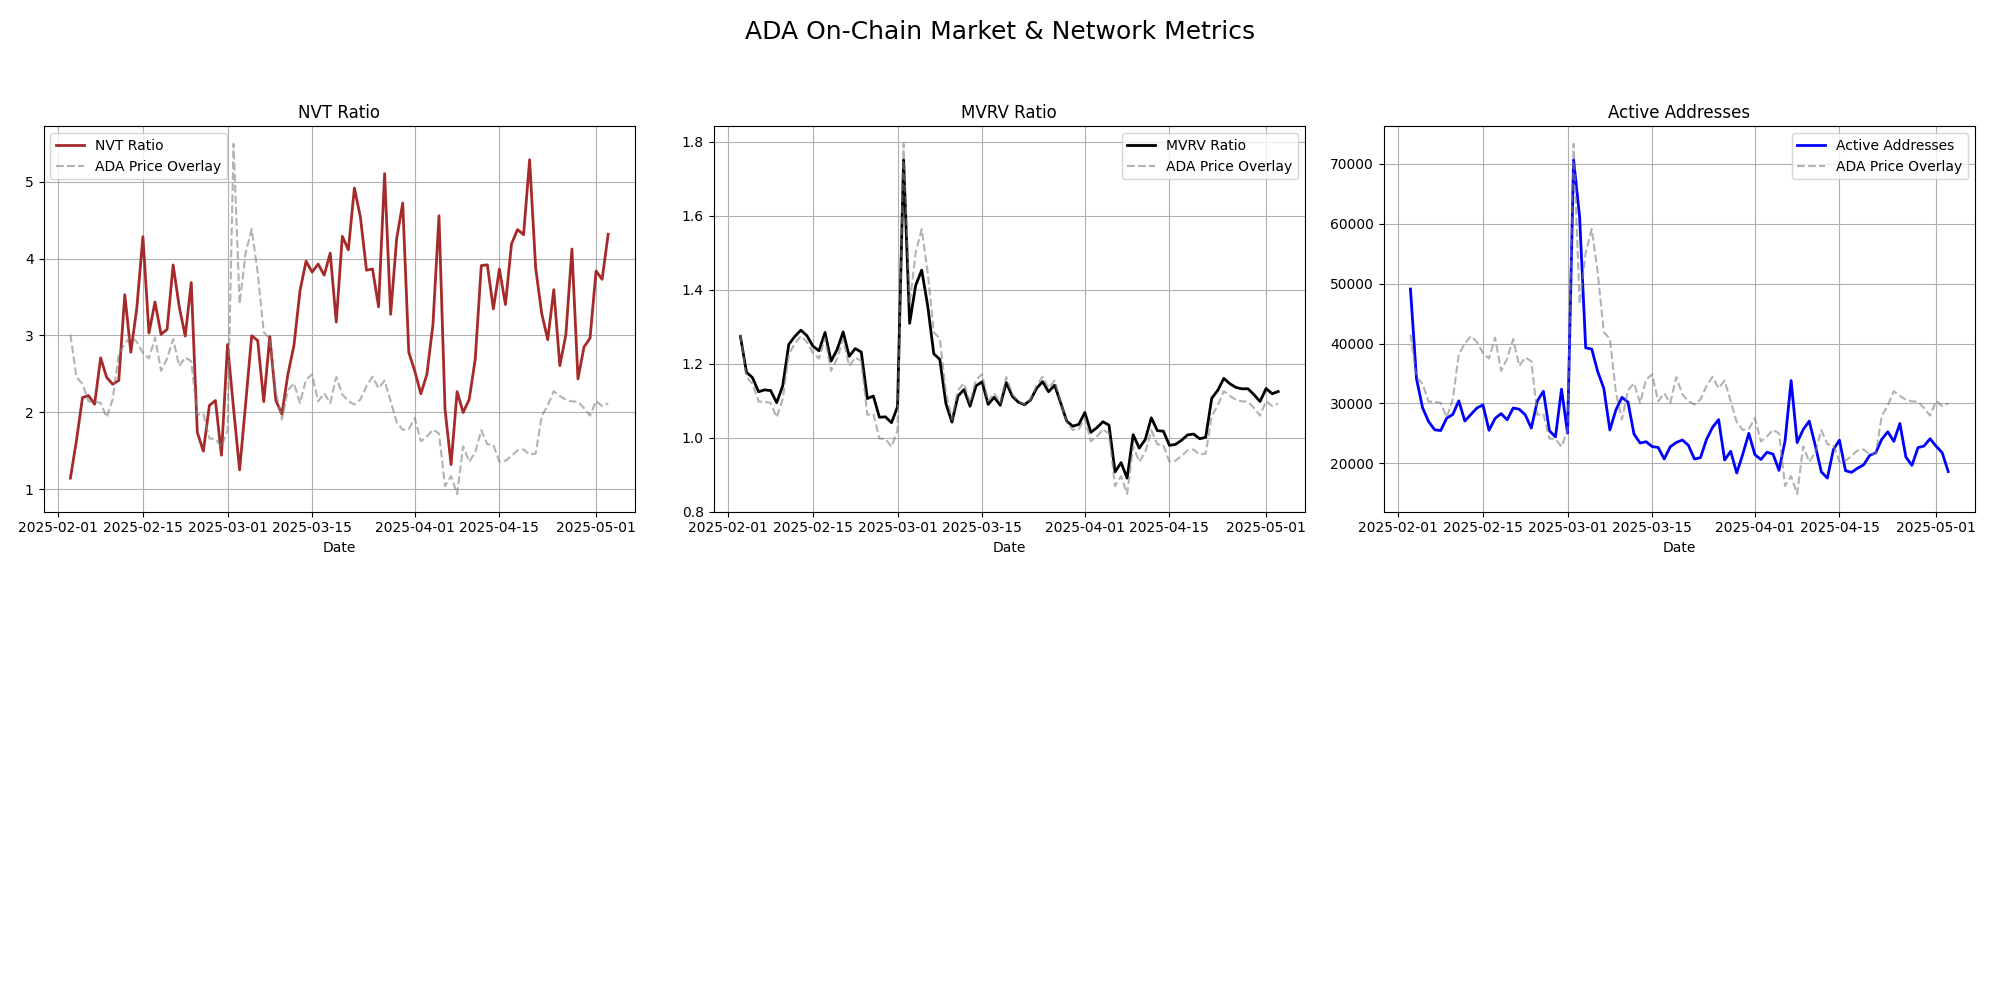 ADA On-Chain Market & Network Metrics
NVT Ratio
NVT Ratio
ADA Price Overlay
5
4
3
2
1
2025-02-01 2025-02-15 2025-03-01 2025-03-15 2025-04-01 2025-04-15 2025-05-01
Date
MVRV Ratio
MVRV Ratio
ADA Price Overlay
1.8
1.6
1.4
1.2
1.0
0.8
2025-02-01 2025-02-15 2025-03-01 2025-03-15 2025-04-01 2025-04-15 2025-05-01
Date
Active Addresses
Active Addresses
ADA Price Overlay
70000
60000
50000
40000
30000
20000
2025-02-01 2025-02-15 2025-03-01 2025-03-15 2025-04-01 2025-04-15 2025-05-01
Date